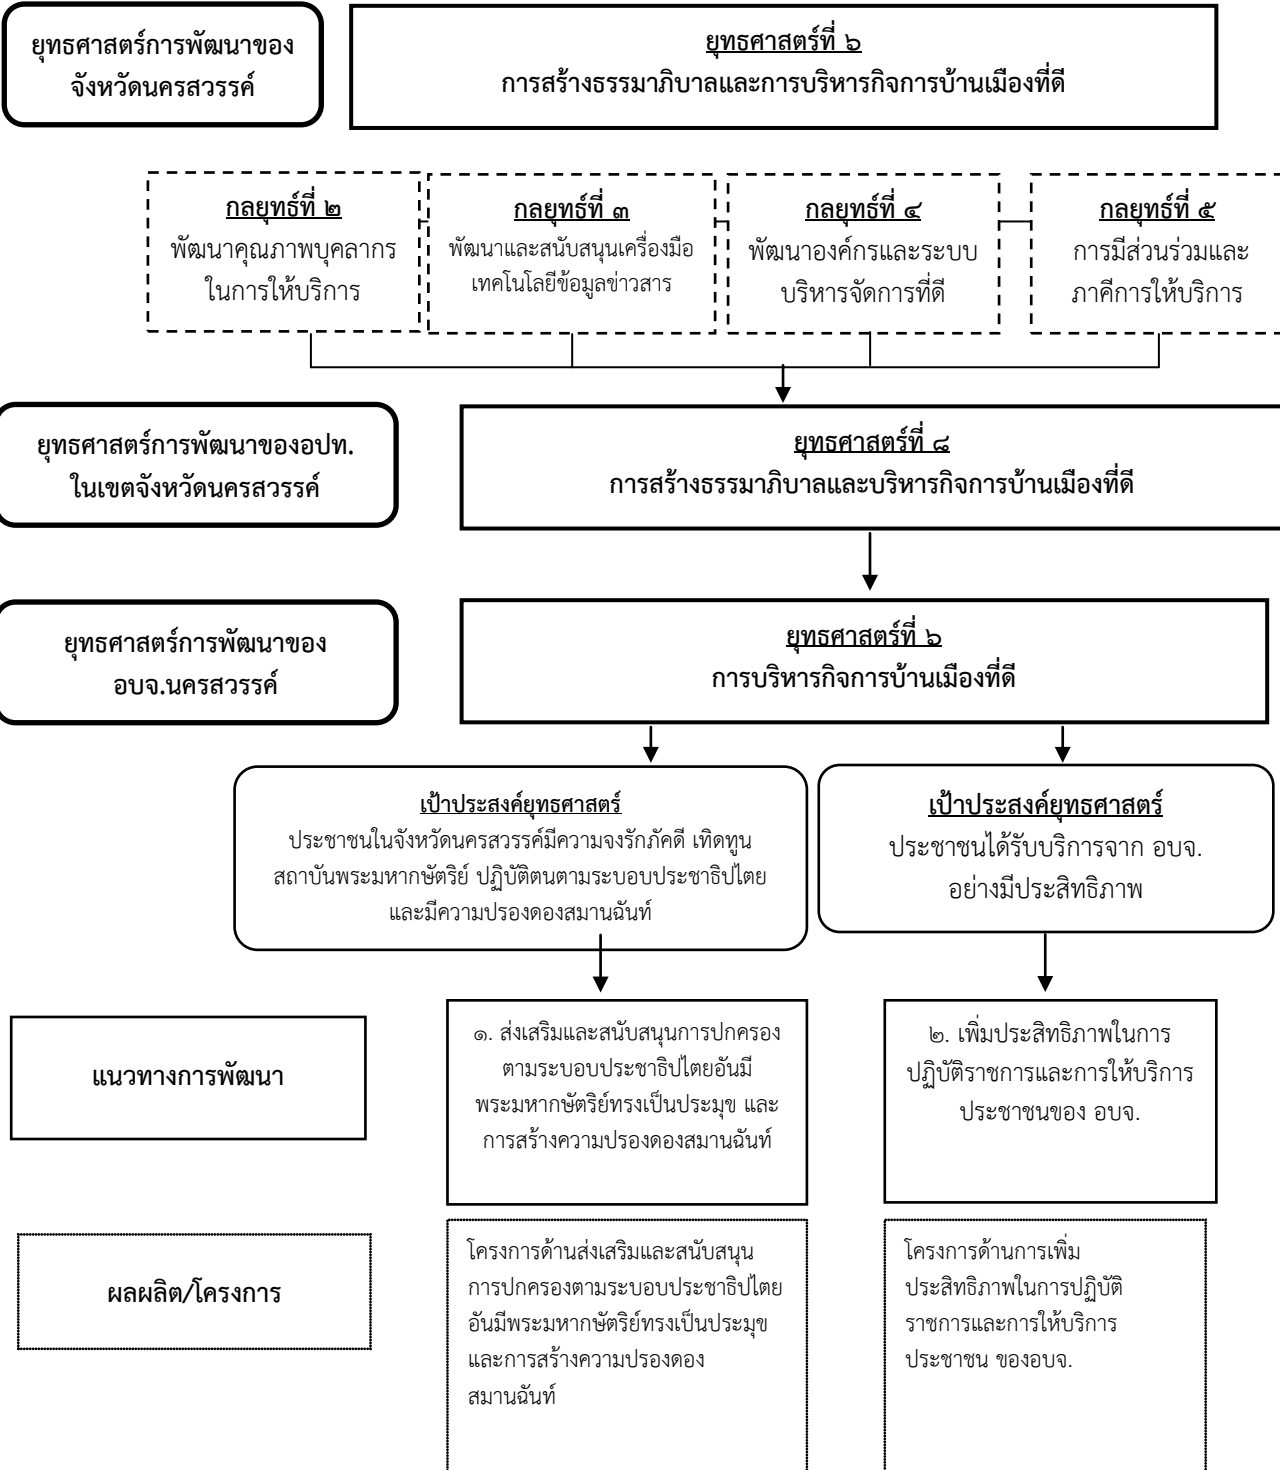 ยุทธศาสตร์การพัฒนาของ
จังหวัดนครสวรรค์
ยุทธศาสตร์ที่ ๖
การสร้างธรรมาภิบาลและการบริหารกิจการบ้านเมืองที่ดี
กลยุทธ์ที่ ๒
พัฒนาคุณภาพบุคลากร
ในการให้บริการ
กลยุทธ์ที่ ๓
พัฒนาและสนับสนุนเครื่องมือ
เทคโนโลยีข้อมูลข่าวสาร
กลยุทธ์ที่ ๔
พัฒนาองค์กรและระบบ
บริหารจัดการที่ดี
กลยุทธ์ที่ ๕
การมีส่วนร่วมและ
ภาคีการให้บริการ
ยุทธศาสตร์การพัฒนาของอปท.
ในเขตจังหวัดนครสวรรค์
ยุทธศาสตร์ที่ ๘
การสร้างธรรมาภิบาลและบริหารกิจการบ้านเมืองที่ดี
ยุทธศาสตร์การพัฒนาของ
อบจ.นครสวรรค์
ยุทธศาสตร์ที่ ๖
การบริหารกิจการบ้านเมืองที่ดี
เป้าประสงค์ยุทธศาสตร์
ประชาชนในจังหวัดนครสวรรค์มีความจงรักภัคดี เทิดทูน
สถาบันพระมหากษัตริย์ ปฏิบัติตนตามระบอบประชาธิปไตย
และมีความปรองดองสมานฉันท์
เป้าประสงค์ยุทธศาสตร์
ประชาชนได้รับบริการจาก อบจ.
อย่างมีประสิทธิภาพ
แนวทางการพัฒนา
๑. ส่งเสริมและสนับสนุนการปกครอง
ตามระบอบประชาธิปไตยอันมี
พระมหากษัตริย์ทรงเป็นประมุข และ
การสร้างความปรองดองสมานฉันท์
๒. เพิ่มประสิทธิภาพในการ
ปฏิบัติราชการและการให้บริการ
ประชาชนของ อบจ.
ผลผลิต/โครงการ
โครงการด้านส่งเสริมและสนับสนุน
การปกครองตามระบอบประชาธิปไตย
อันมีพระมหากษัตริย์ทรงเป็นประมุข
และการสร้างความปรองดอง
สมานฉันท์
โครงการด้านการเพิ่ม
ประสิทธิภาพในการปฏิบัติ
ราชการและการให้บริการ
ประชาชน ของอบจ.